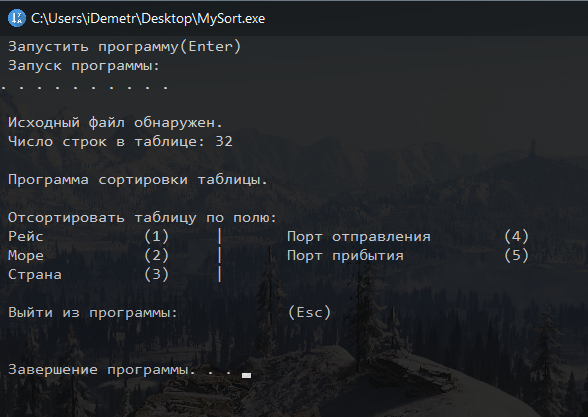 C:\Users\iDemetr\Desktop\MySort.exe
Запустить программу(Enter)
Запуск программы:
. . . . . . . . . .
Исходный файл обнаружен.
Число строк в таблице: 32
Программа сортировки таблицы.
Отсортировать таблицу по полю:
Рейс (1) | Порт отправления (4)
Море (2) | Порт прибытия (5)
Страна (3) |
Выйти из программы: (Esc)
Завершение программы. . . _